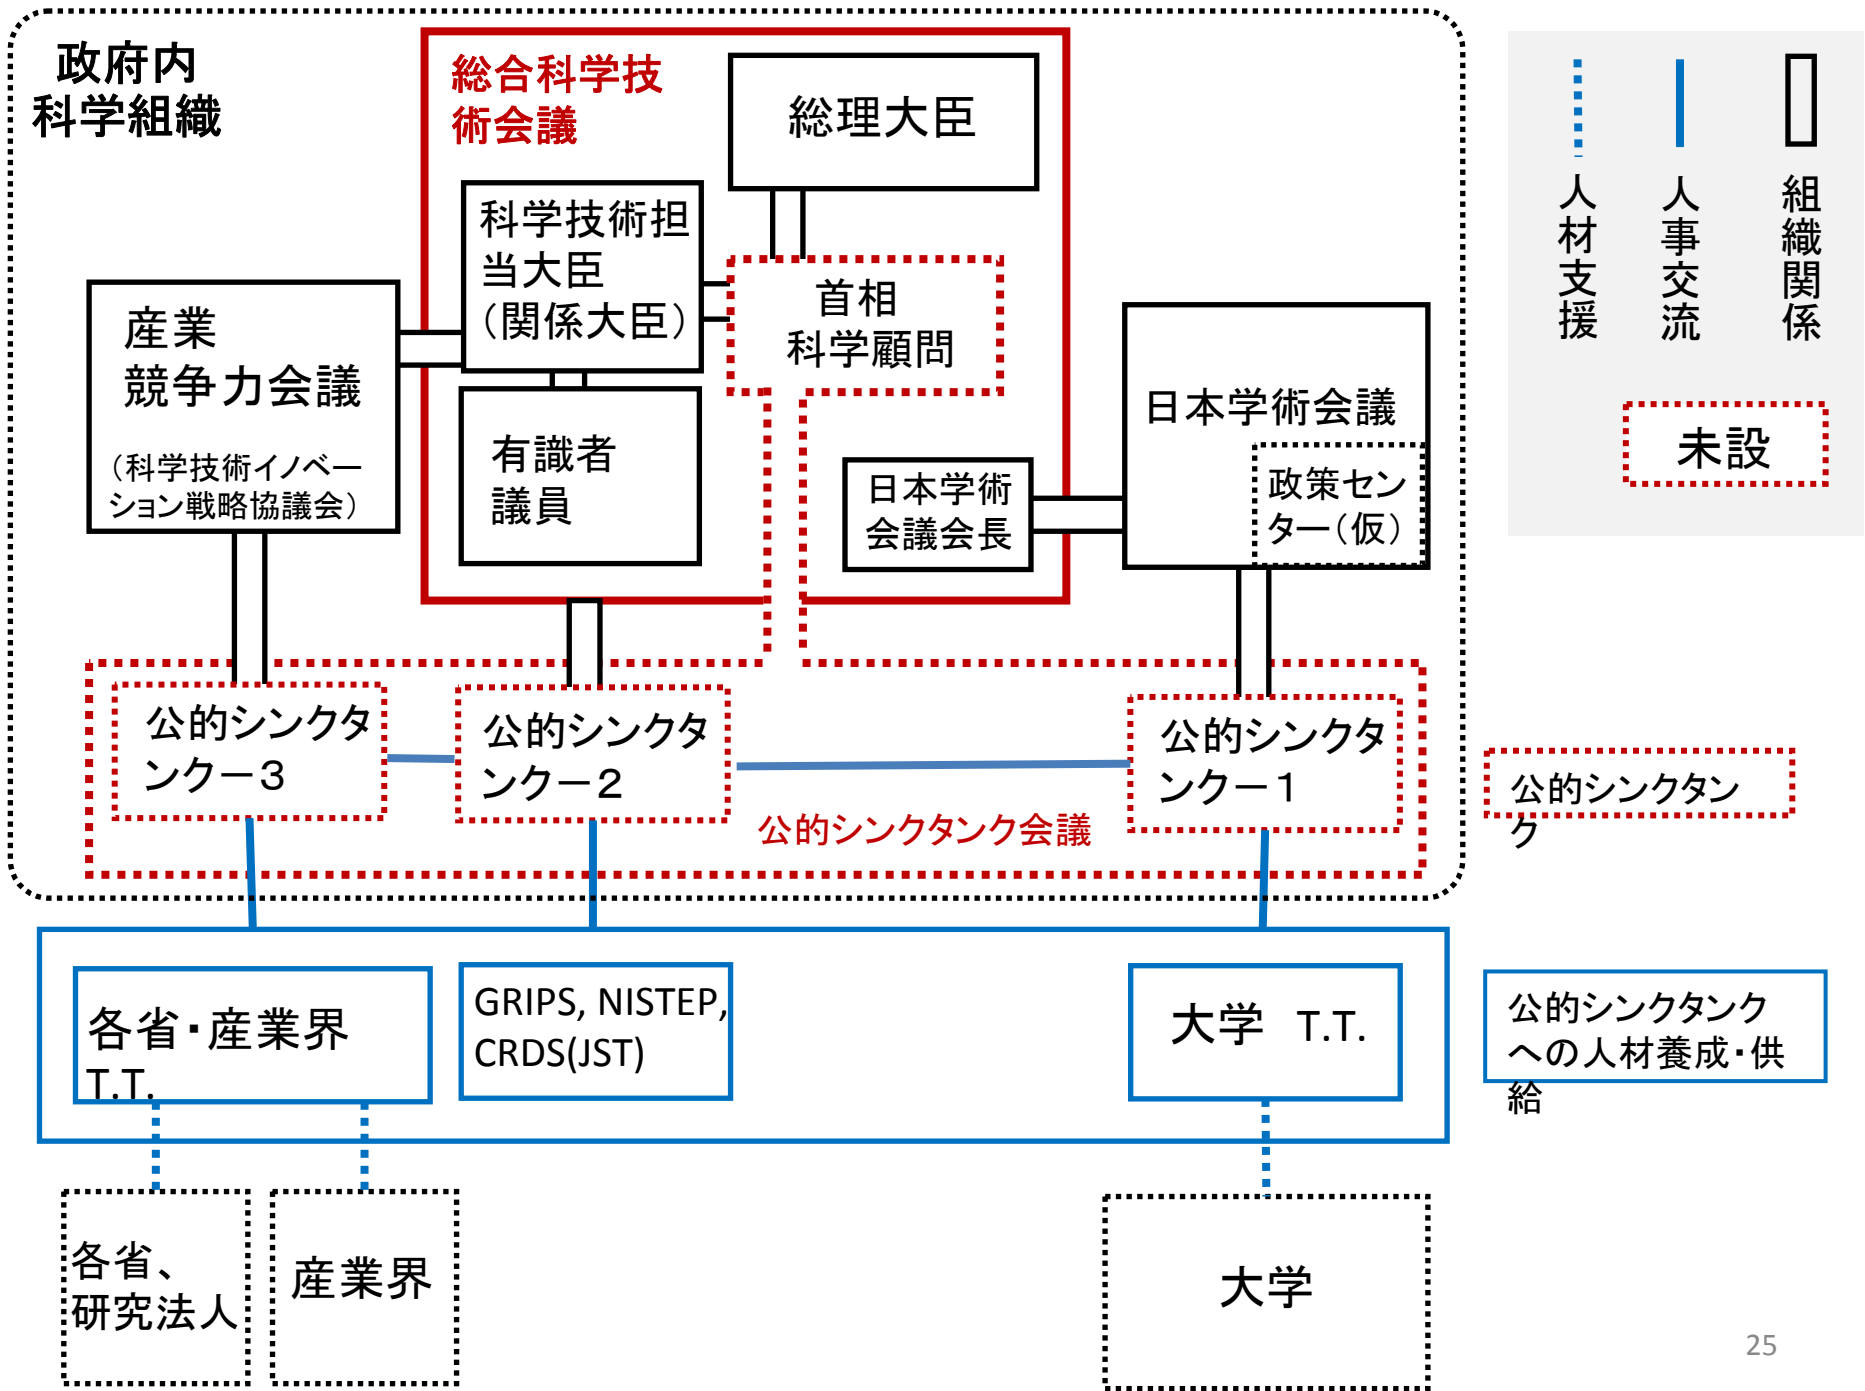 政府内
科学組織
総合科学技
術会議
総理大臣
科学技術担
当大臣
（関係大臣）
首相
科学顧問
産業
競争力会議
（科学技術イノベー
ション戦略協議会）
有識者
議員
日本学術
会議会長
日本学術会議
政策セン
ター（仮）
人材支援
人事交流
組織関係
未設
公的シンクタ
ンクー３
公的シンクタ
ンクー２
公的シンクタ
ンクー１
公的シンクタンク会議
公的シンクタン
ク
各省・産業界
T.T.
GRIPS, NISTEP,
CRDS(JST)
大学 T.T.
公的シンクタンク
への人材養成・供
給
各省、
研究法人
産業界
大学
25